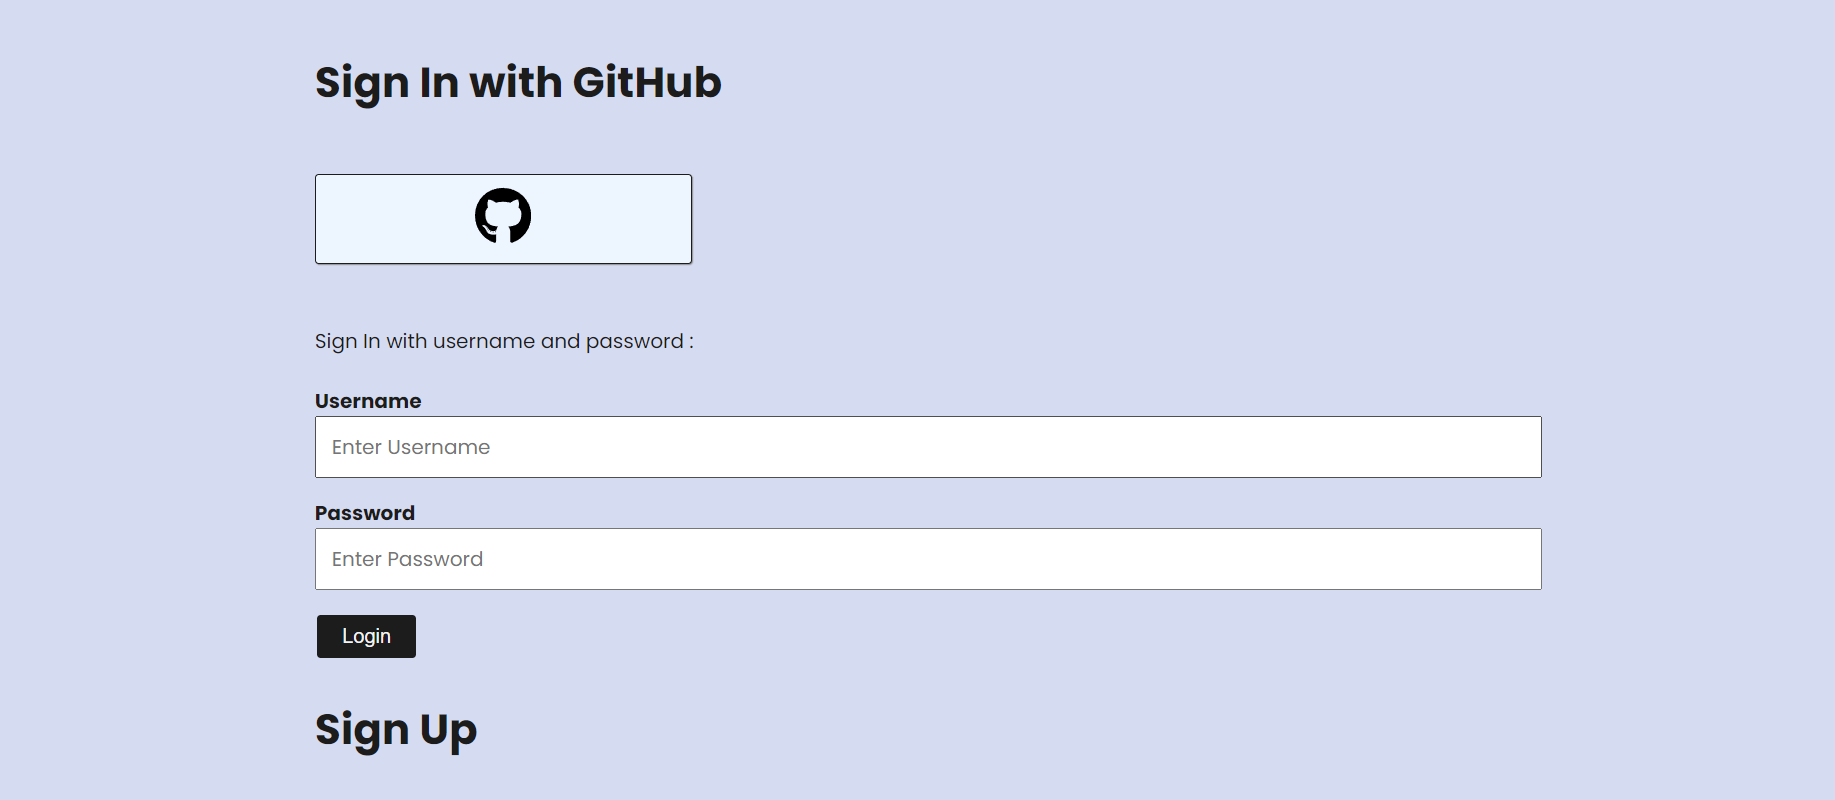 Sign In with GitHub
Sign In with username and password :
Username
Enter Username
Password
Enter Password
Login
Sign Up